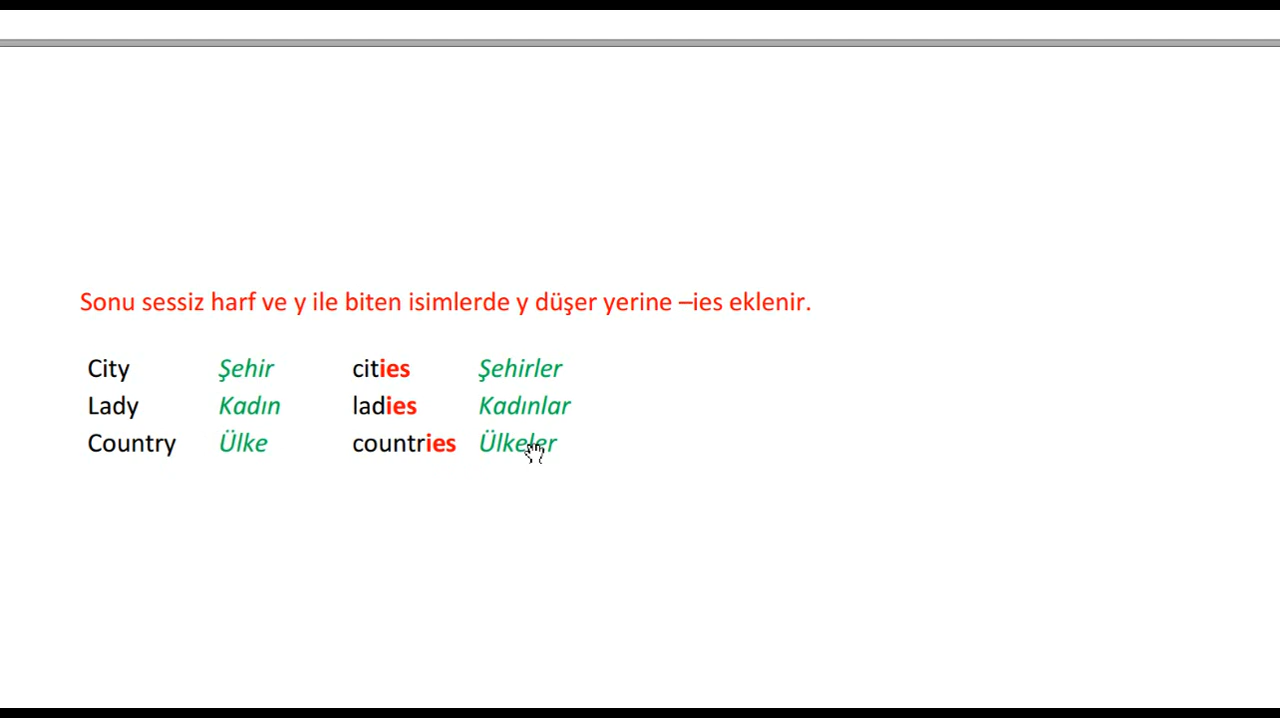 Sonu sessiz harf ve y ile biten isimlerde y düşer yerine –ies eklenir.
City Şehir cities Şehirler
Lady Kadın ladies Kadınlar
Country Ülke countries Ülkeler